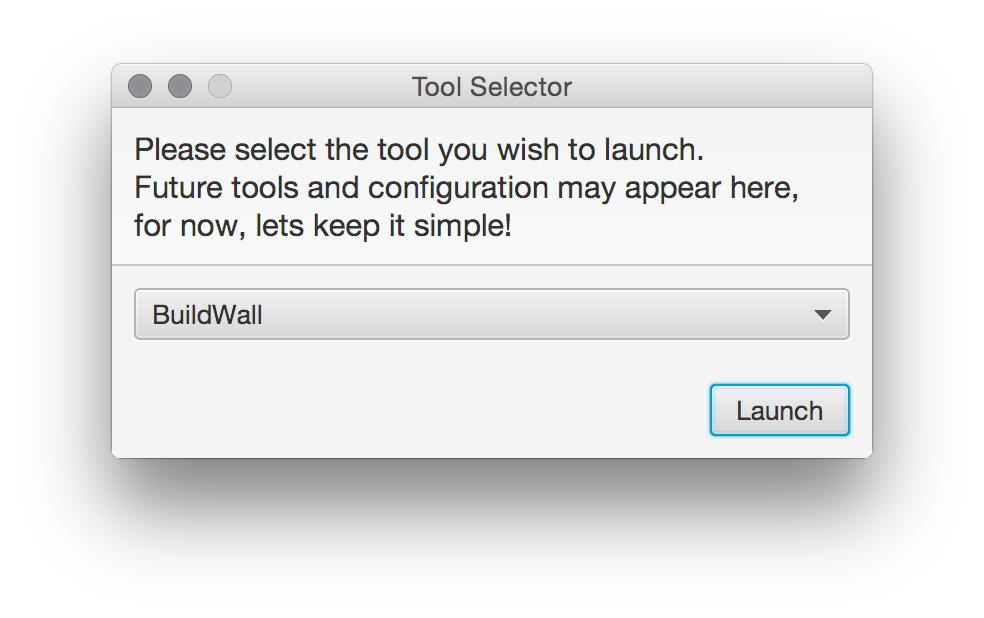 Tool Selector
Please select the tool you wish to launch.
Future tools and configuration may appear here,
for now, lets keep it simple!
BuildWall
Launch